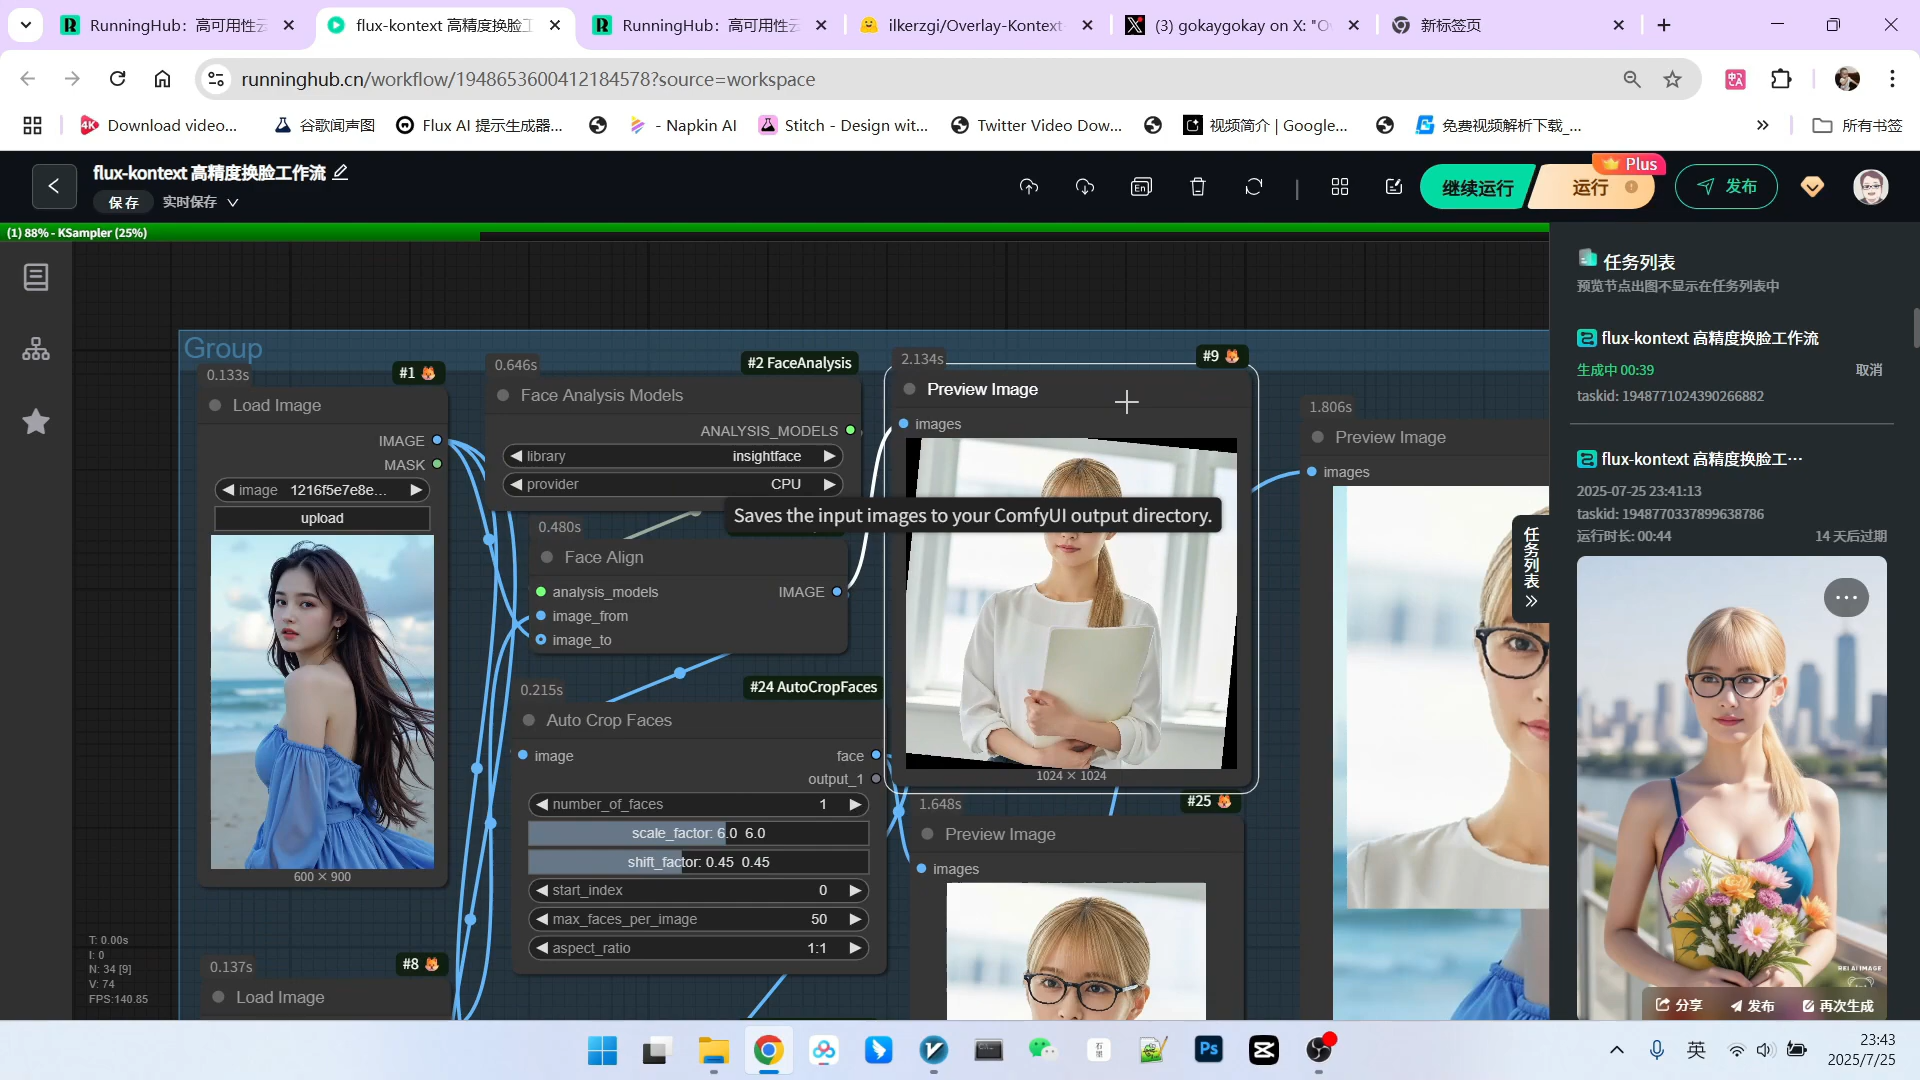 RunningHub：高可用性云
flux-kontext 高精度换脸工
RunningHub：高可用性云
ilkerzgi/Overlay-Kontext-
(3) gokaygokay on X: "O
新标签页
runninghub.cn/workflow/1948653600412184578?source=workspace
Download video...
谷歌闻声图
Flux AI 提示生成器...
- Napkin AI
Stitch - Design wit...
Twitter Video Dow...
视频简介 | Google...
免费视频解析下载_...
所有书签
flux-kontext 高精度换脸工作流
保存
实时保存
继续运行
运行
Plus
发布
(1) 88% - KSampler (25%)
Group
0.133s
#1
Load Image
IMAGE
MASK
image 1216f5e7e8e...
upload
600 × 900
0.646s
#2 FaceAnalysis
Face Analysis Models
ANALYSIS_MODELS
library insightface
provider CPU
0.480s
Face Align
analysis_models IMAGE
image_from
image_to
0.215s
#24 AutoCropFaces
Auto Crop Faces
image face
output_1
number_of_faces 1
scale_factor: 6.0 6.0
shift_factor: 0.45 0.45
start_index 0
max_faces_per_image 50
aspect_ratio 1:1
2.134s
#9
Preview Image
images
Saves the input images to your ComfyUI output directory.
1024 × 1024
1.648s
#25
Preview Image
images
1.806s
Preview Image
images
0.137s
#8
Load Image
T: 0.00s
I: 0
N: 34 [9]
V: 74
FPS:140.85
任务列表
任务列表
预览节点出图不显示在任务列表中
flux-kontext 高精度换脸工作流
生成中 00:39
取消
taskid: 1948771024390266882
flux-kontext 高精度换脸工···
2025-07-25 23:41:13
taskid: 1948770337899638786
运行时长: 00:44
14 天后过期
分享
发布
再次生成
英
23:43
2025/7/25